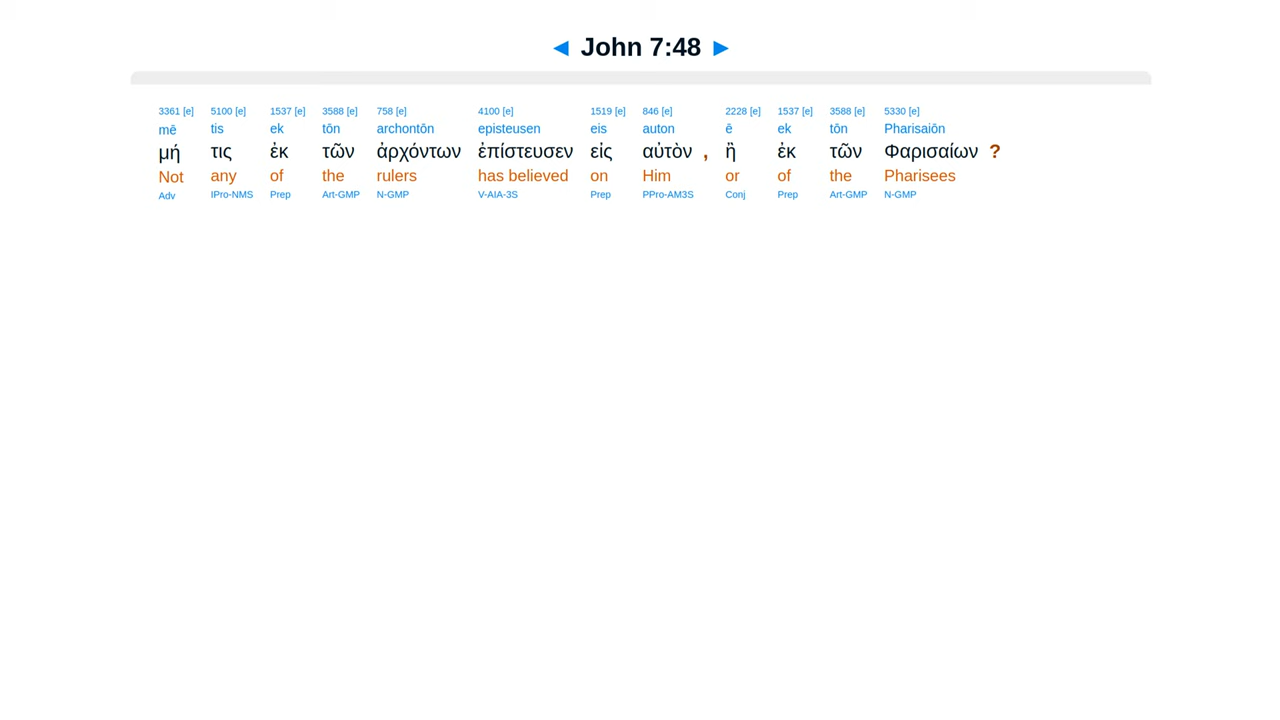 ◄ John 7:48 ►
3361 [e] 5100 [e] 1537 [e] 3588 [e] 758 [e] 4100 [e] 1519 [e] 846 [e] 2228 [e] 1537 [e] 3588 [e] 5330 [e]
mē tis ek tōn archontōn episteusen eis auton ē ek tōn Pharisaiōn
μή τις ἐκ τῶν ἀρχόντων ἐπίστευσεν εἰς αὐτὸν , ἢ ἐκ τῶν Φαρισαίων ?
Not any of the rulers has believed on Him or of the Pharisees
Adv IPro-NMS Prep Art-GMP N-GMP V-AIA-3S Prep PPro-AM3S Conj Prep Art-GMP N-GMP